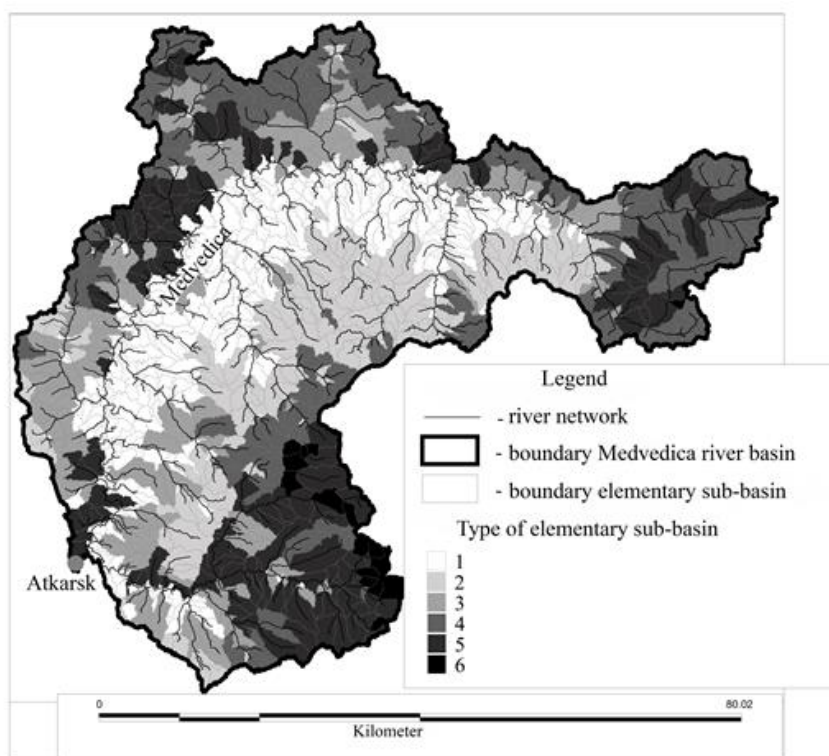 Medvedica
Legend
- river network
- boundary Medvedica river basin
- boundary elementary sub-basin
Type of elementary sub-basin
1
2
3
4
5
6
Atkarsk
0 80.02
Kilometer